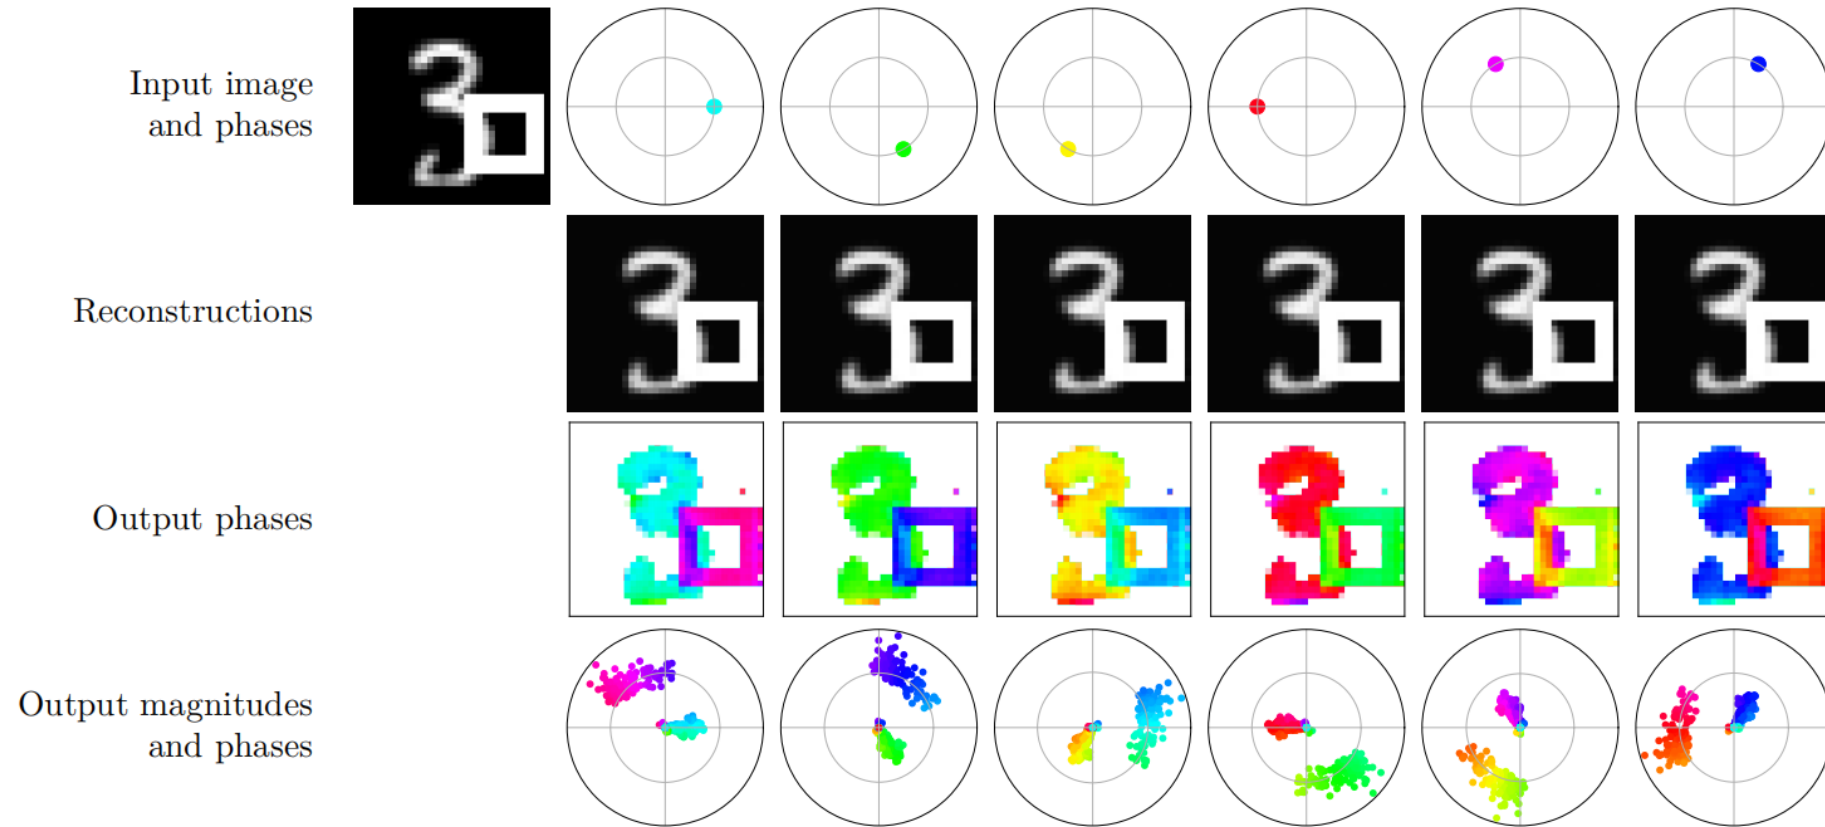 Input image
and phases
Reconstructions
Output phases
Output magnitudes
and phases